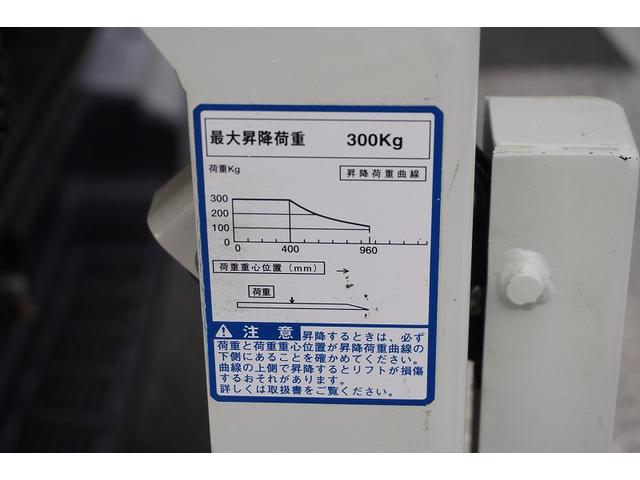 最大昇降荷重 300Kg
荷重Kg 昇降荷重曲線
300
200
100
0
0 400 960
荷重重心位置(mm) →
荷重
注意 昇降するときは、必ず
荷重と荷重重心位置が昇降荷重曲線の
下側にあることを確かめてください。
曲線の上側で昇降するとリフトが損傷
するおそれがあります。
詳しくは取扱書をご覧ください。